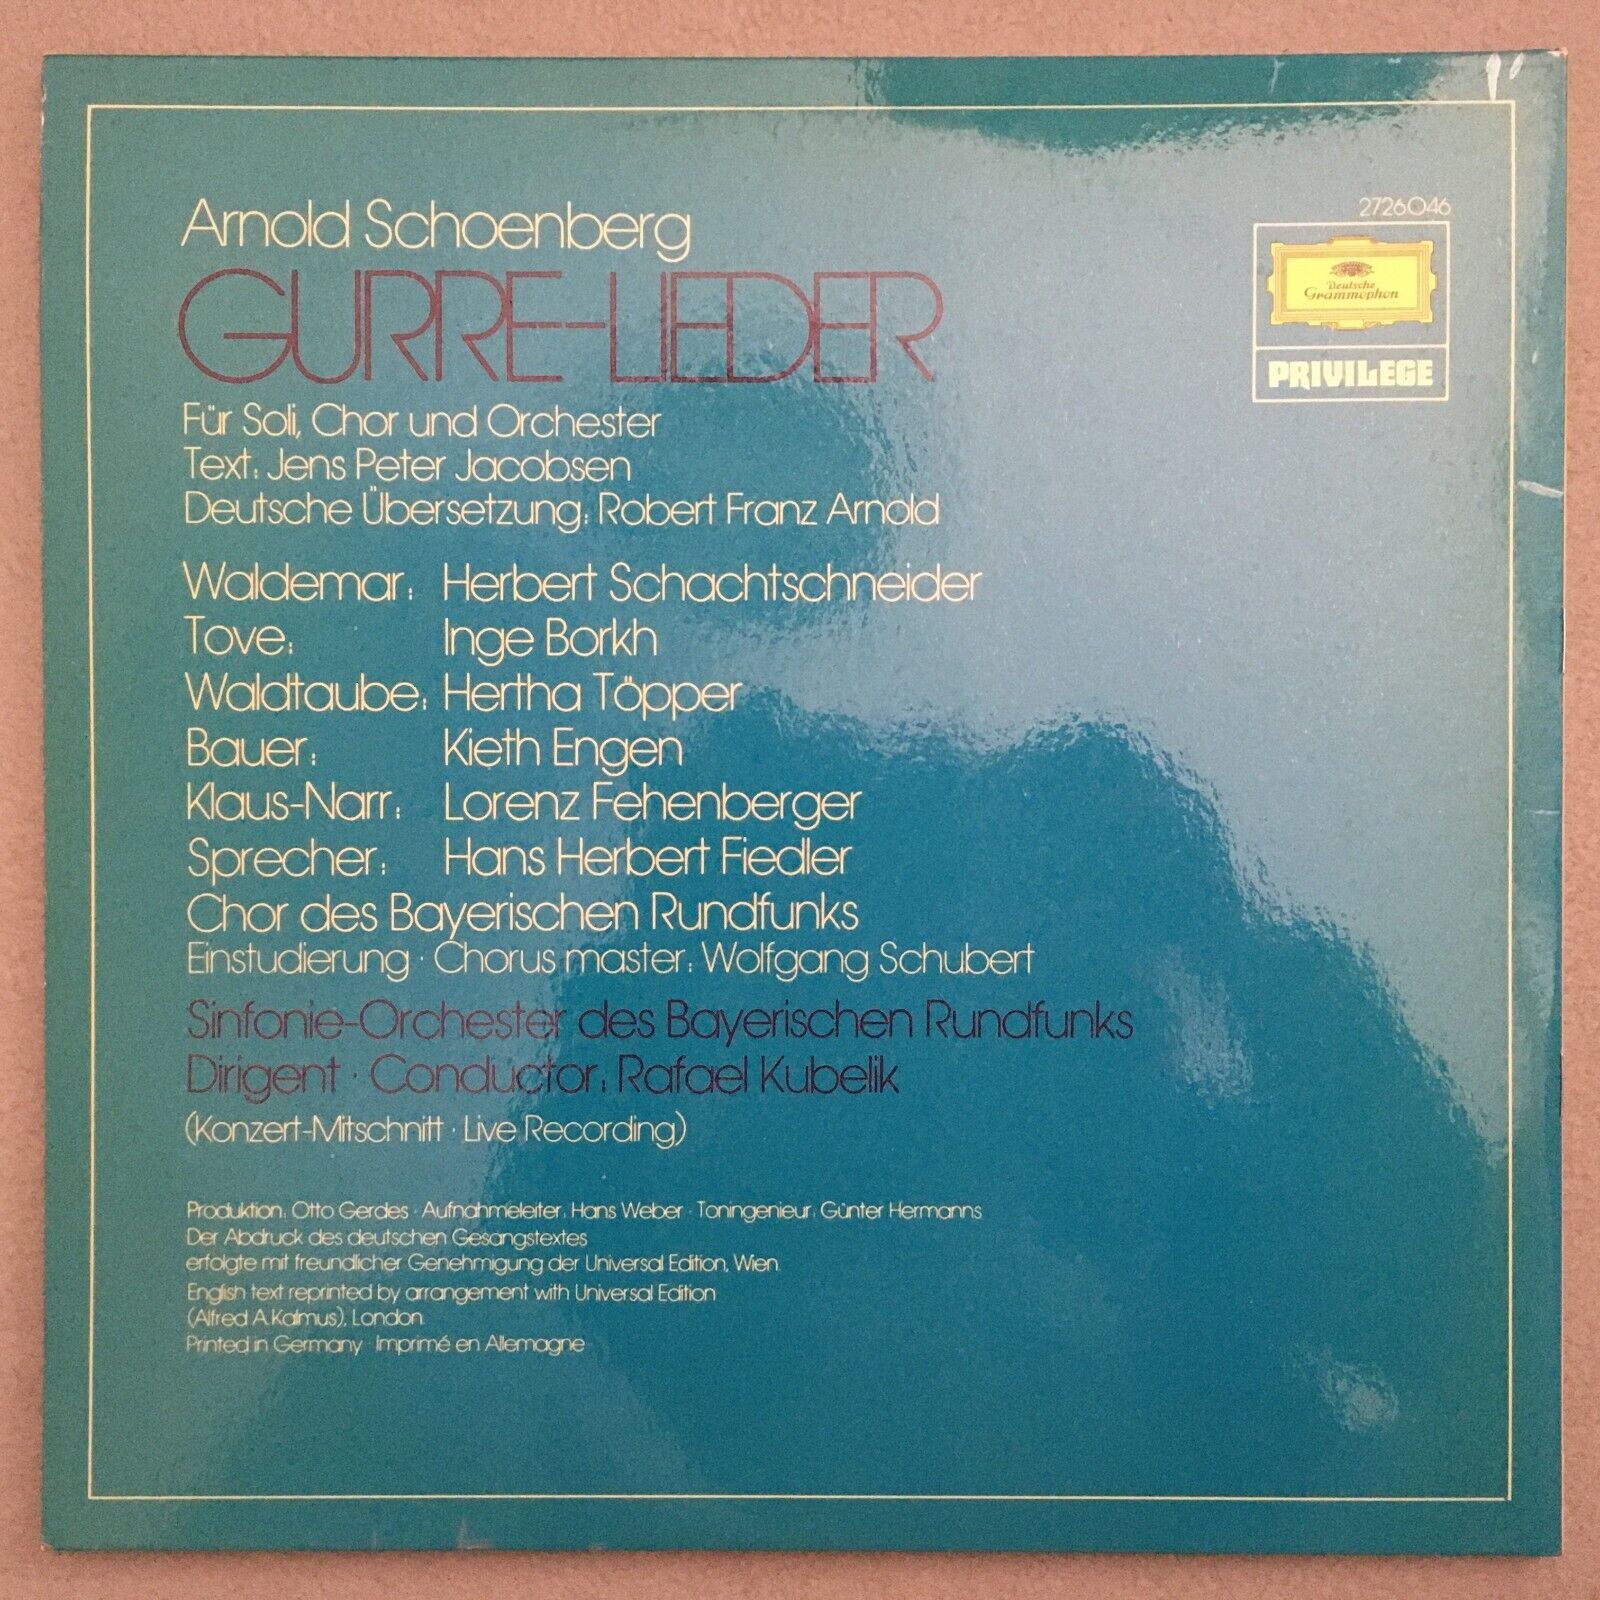 Arnold Schoenberg
GURRE-LIEDER
2726046
Deutsche
Grammophon
PRIVILEGE
Für Soli, Chor und Orchester
Text: Jens Peter Jacobsen
Deutsche Übersetzung: Robert Franz Arnold
Waldemar: Herbert Schachtschneider
Tove: Inge Borkh
Waldtaube: Hertha Töpper
Bauer: Kieth Engen
Klaus-Narr: Lorenz Fehenberger
Sprecher: Hans Herbert Fiedler
Chor des Bayerischen Rundfunks
Einstudierung · Chorus master: Wolfgang Schubert
Sinfonie-Orchester des Bayerischen Rundfunks
Dirigent · Conductor: Rafael Kubelik
(Konzert-Mitschnitt · Live Recording)
Produktion: Otto Gerdes · Aufnahmeleiter: Hans Weber · Toningenieur: Günter Hermanns
Der Abdruck des deutschen Gesangstextes
erfolgte mit freundlicher Genehmigung der Universal Edition, Wien.
English text reprinted by arrangement with Universal Edition
(Alfred A. Kalmus), London.
Printed in Germany · Imprimé en Allemagne